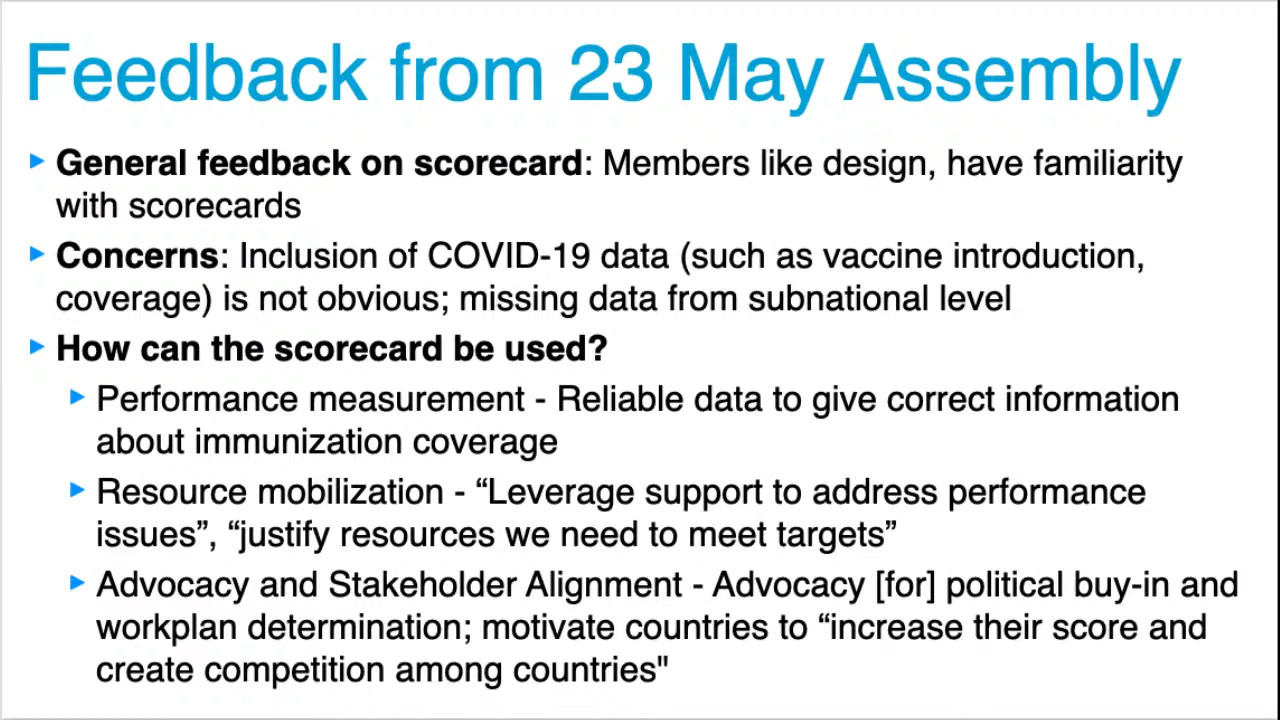 Feedback from 23 May Assembly
General feedback on scorecard: Members like design, have familiarity
with scorecards
Concerns: Inclusion of COVID-19 data (such as vaccine introduction,
coverage) is not obvious; missing data from subnational level
How can the scorecard be used?
Performance measurement - Reliable data to give correct information
about immunization coverage
Resource mobilization - “Leverage support to address performance
issues”, “justify resources we need to meet targets”
Advocacy and Stakeholder Alignment - Advocacy [for] political buy-in and
workplan determination; motivate countries to “increase their score and
create competition among countries"